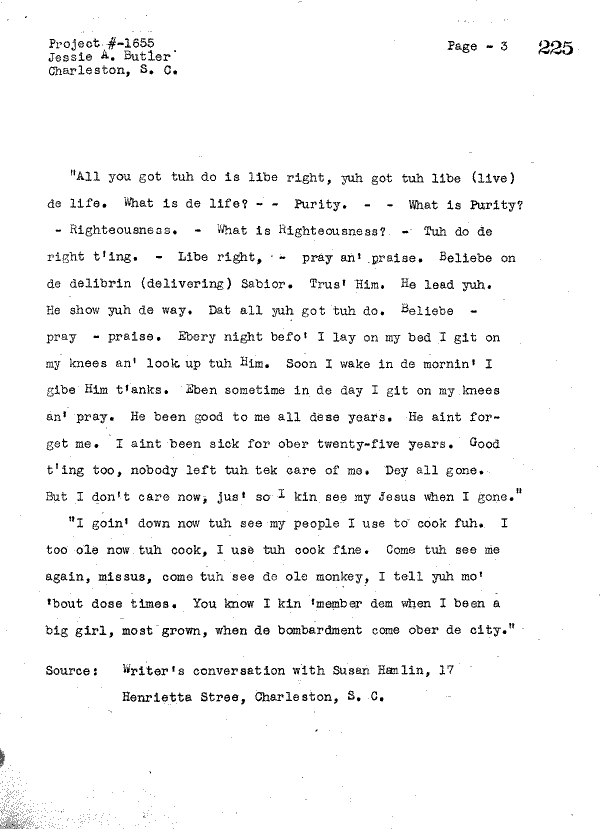 Project #-1655
Jessie A. Butler
Charleston, S. C.
Page - 3 225
"All you got tuh do is libe right, yuh got tuh libe (live)
de life. What is de life? - - Purity. - - What is Purity?
- Righteousness. - What is Righteousness? - Tuh do de
right t'ing. - Libe right, - - pray an' praise. Beliebe on
de delibrin (delivering) Sabior. Trus' Him. He lead yuh.
He show yuh de way. Dat all yuh got tuh do. Beliebe -
pray - praise. Ebery night befo' I lay on my bed I git on
my knees an' look up tuh Him. Soon I wake in de mornin' I
gibe Him t'anks. Eben sometime in de day I git on my knees
an' pray. He been good to me all dese years. He aint for-
get me. I aint been sick for ober twenty-five years. Good
t'ing too, nobody left tuh tek care of me. Dey all gone.
But I don't care now, jus' so I kin see my Jesus when I gone."
"I goin' down now tuh see my people I use to cook fuh. I
too ole now tuh cook, I use tuh cook fine. Come tuh see me
again, missus, come tuh see de ole monkey, I tell yuh mo'
'bout dose times. You know I kin 'member dem when I been a
big girl, most grown, when de bombardment come ober de city."
Source: Writer's conversation with Susan Hamlin, 17
Henrietta Stree, Charleston, S. C.